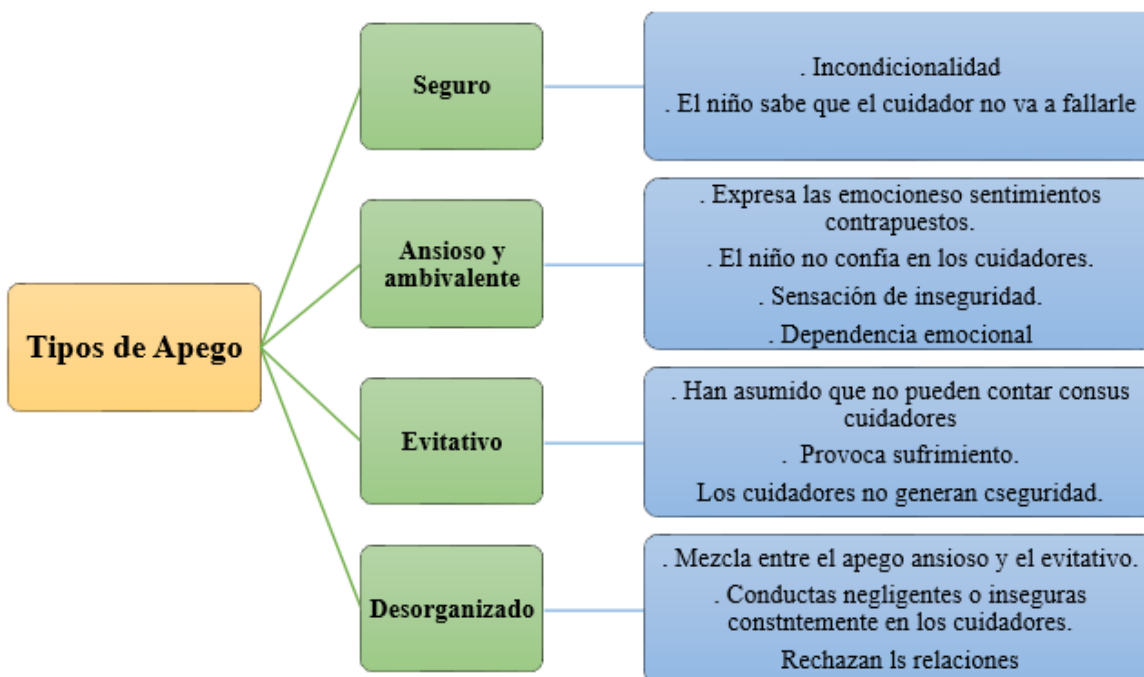 Tipos de Apego
Seguro
. Incondicionalidad
. El niño sabe que el cuidador no va a fallarle
Ansioso y
ambivalente
. Expresa las emocioneso sentimientos
contrapuestos.
. El niño no confía en los cuidadores.
. Sensación de inseguridad.
. Dependencia emocional
Evitativo
. Han asumido que no pueden contar consus
cuidadores
. Provoca sufrimiento.
Los cuidadores no generan cseguridad.
Desorganizado
. Mezcla entre el apego ansioso y el evitativo.
. Conductas negligentes o inseguras
constntemente en los cuidadores.
Rechazan ls relaciones